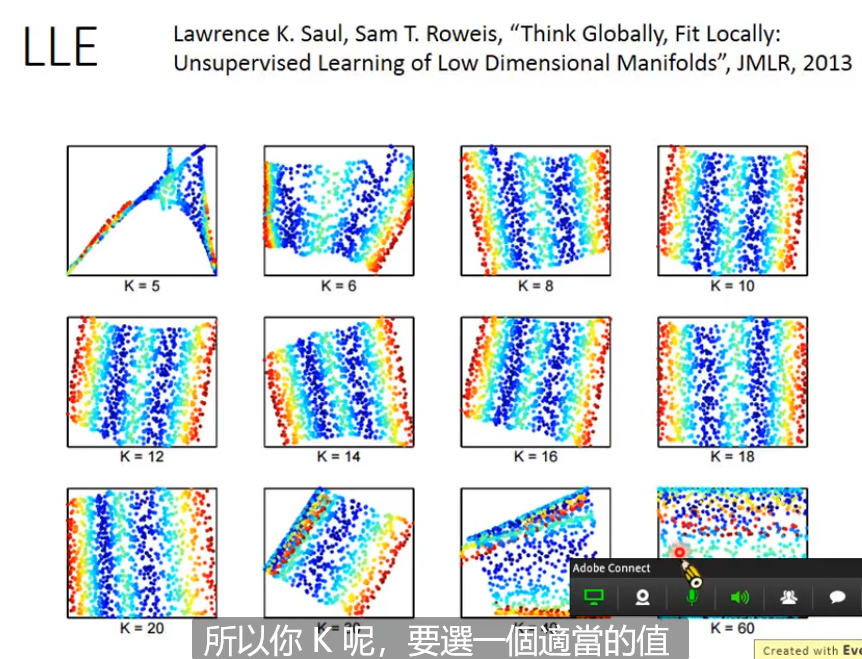 LLE
Lawrence K. Saul, Sam T. Roweis, “Think Globally, Fit Locally:
Unsupervised Learning of Low Dimensional Manifolds”, JMLR, 2013
K = 5
K = 6
K = 8
K = 10
K = 12
K = 14
K = 16
K = 18
K = 20
K = 60
Adobe Connect
所以你 K 呢，要選一個適當的值
Created with